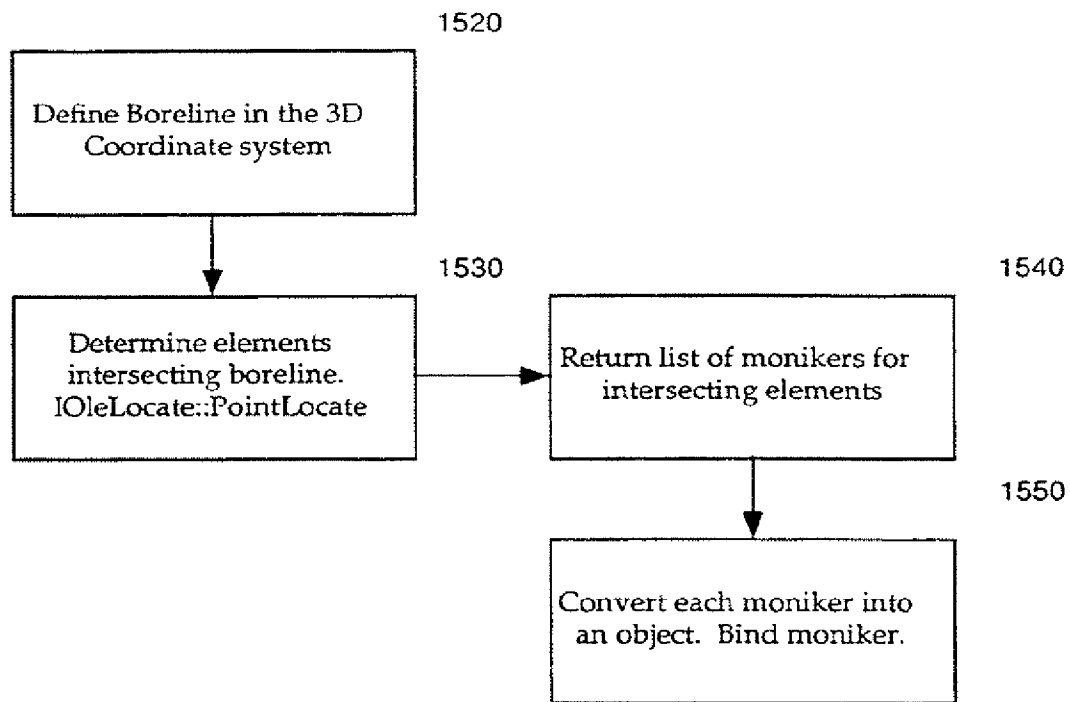 1520
Define Boreline in the 3D
Coordinate system
1530
Determine elements
intersecting boreline.
IOleLocate::PointLocate
1540
Return list of monikers for
intersecting elements
1550
Convert each moniker into
an object. Bind moniker.